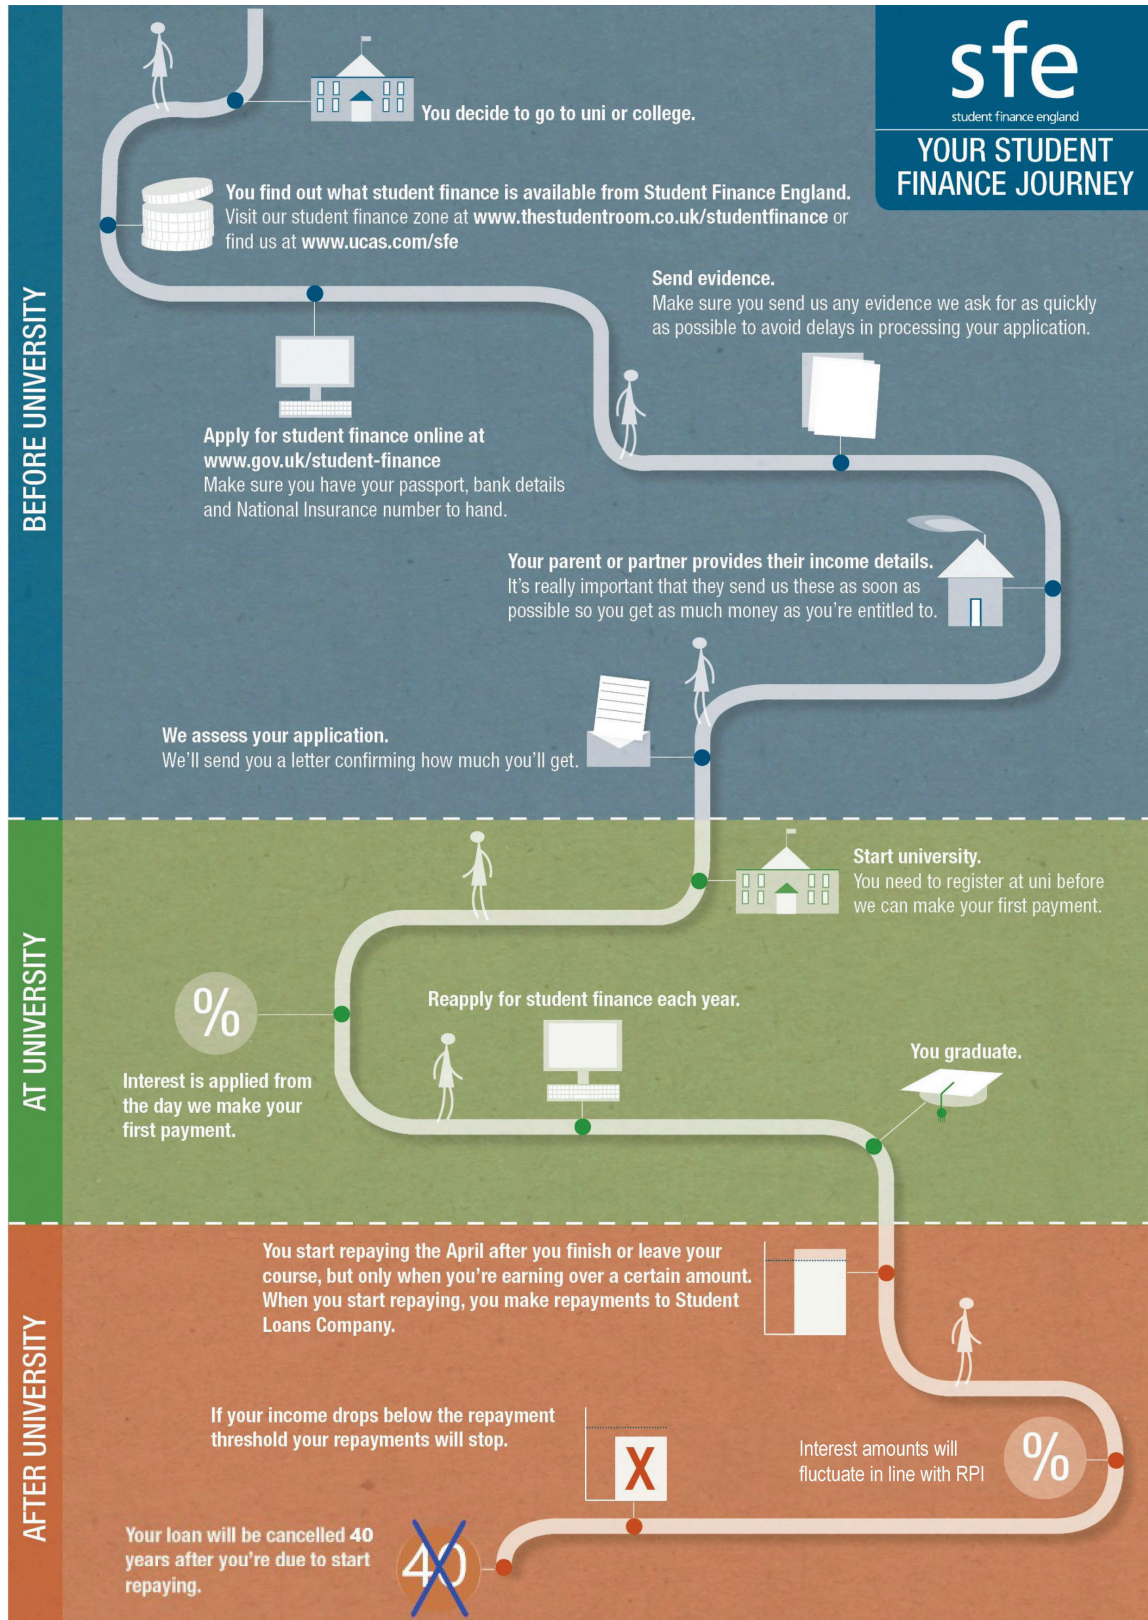 sfe
student finance england
YOUR STUDENT
FINANCE JOURNEY
BEFORE UNIVERSITY
You decide to go to uni or college.
You find out what student finance is available from Student Finance England.
Visit our student finance zone at www.thestudentroom.co.uk/studentfinance or
find us at www.ucas.com/sfe
Apply for student finance online at
www.gov.uk/student-finance
Make sure you have your passport, bank details
and National Insurance number to hand.
Send evidence.
Make sure you send us any evidence we ask for as quickly
as possible to avoid delays in processing your application.
Your parent or partner provides their income details.
It's really important that they send us these as soon as
possible so you get as much money as you're entitled to.
We assess your application.
We'll send you a letter confirming how much you'll get.
AT UNIVERSITY
Start university.
You need to register at uni before
we can make your first payment.
%
Interest is applied from
the day we make your
first payment.
Reapply for student finance each year.
You graduate.
AFTER UNIVERSITY
You start repaying the April after you finish or leave your
course, but only when you're earning over a certain amount.
When you start repaying, you make repayments to Student
Loans Company.
Interest amounts will
fluctuate in line with RPI
%
If your income drops below the repayment
threshold your repayments will stop.
X
Your loan will be cancelled 40
years after you're due to start
repaying.
40